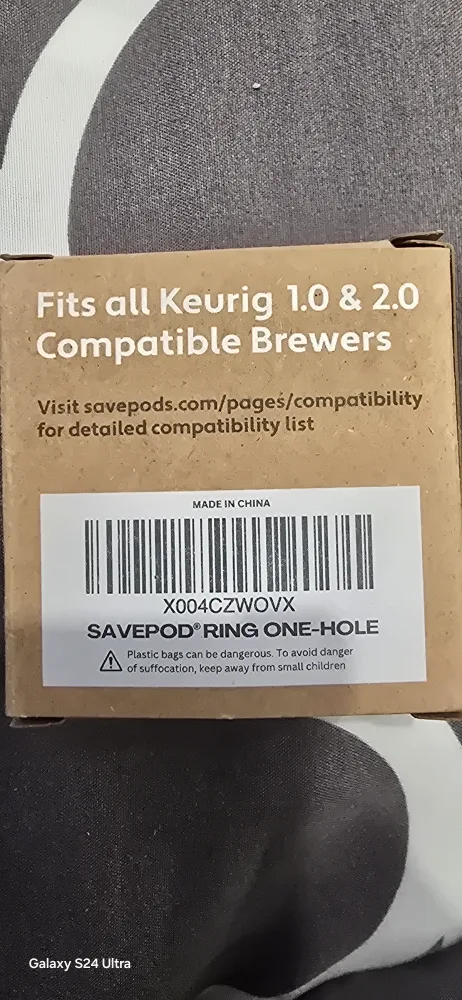 Fits all Keurig 1.0 & 2.0
Compatible Brewers
Visit savepods.com/pages/compatibility
for detailed compatibility list
MADE IN CHINA
X004CZWOVX
SAVEPOD® RING ONE-HOLE
Plastic bags can be dangerous. To avoid danger
of suffocation, keep away from small children
Galaxy S24 Ultra